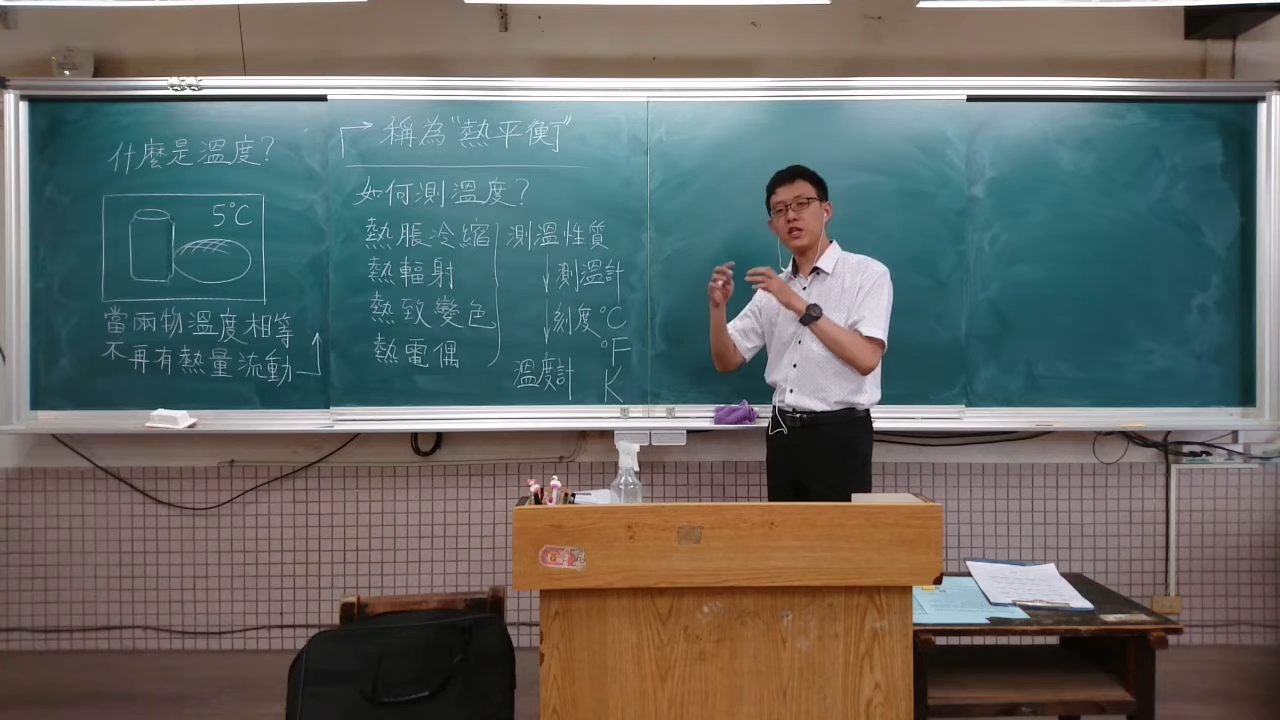 什麼是溫度?
5°C
當兩物溫度相等
不再有熱量流動
稱為"熱平衡"
如何測溫度?
熱脹冷縮
熱輻射
熱致變色
熱電偶
測溫性質
測溫計
刻度°C
°F
K
溫度計